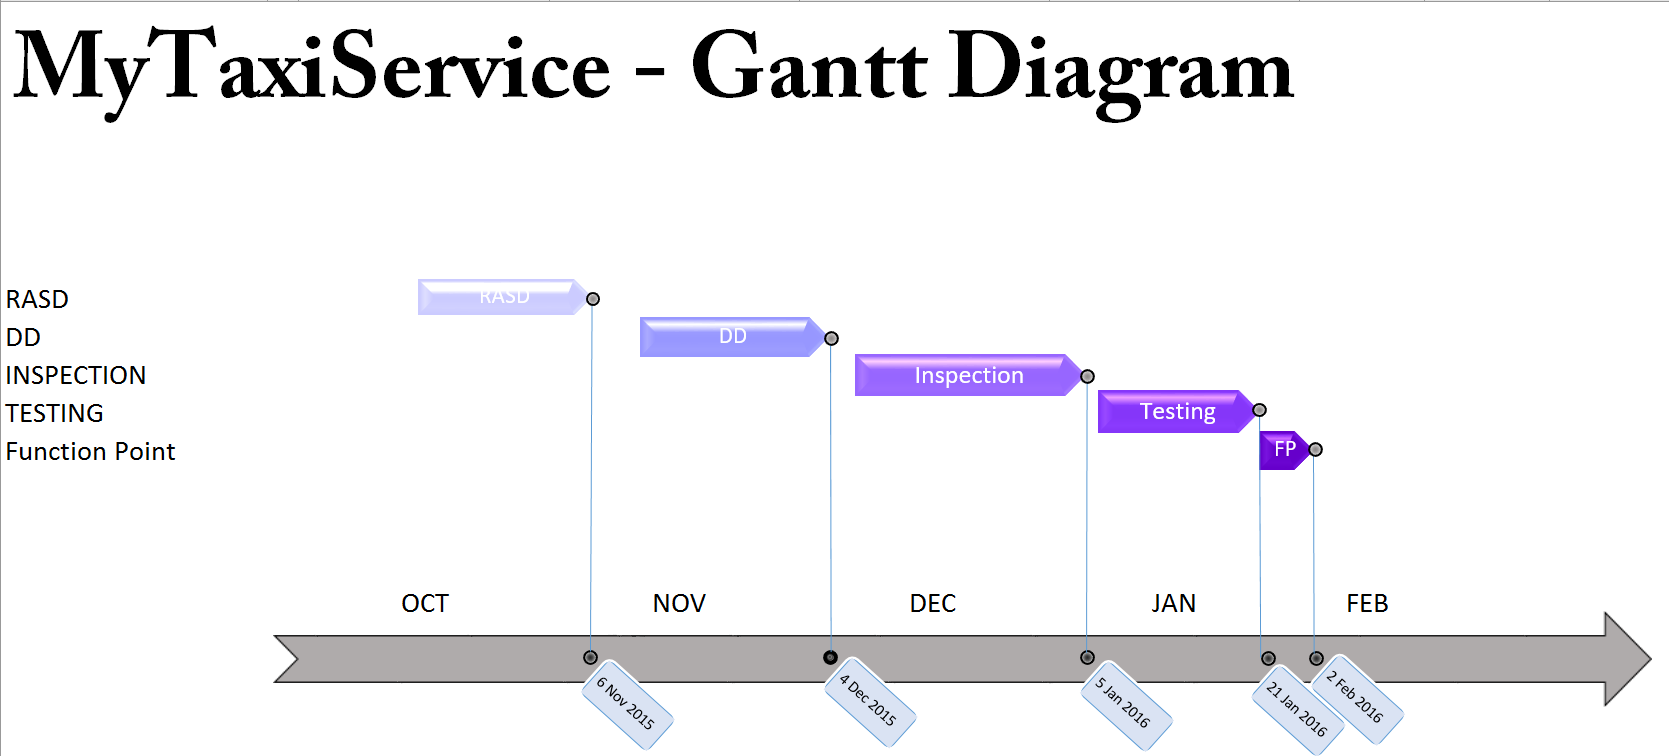 MyTaxiService - Gantt Diagram
RASD
RASD
DD
DD
INSPECTION
Inspection
TESTING
Testing
Function Point
FP
OCT NOV DEC JAN FEB
6 Nov 2015
4 Dec 2015
5 Jan 2016
21 Jan 2016
2 Feb 2016